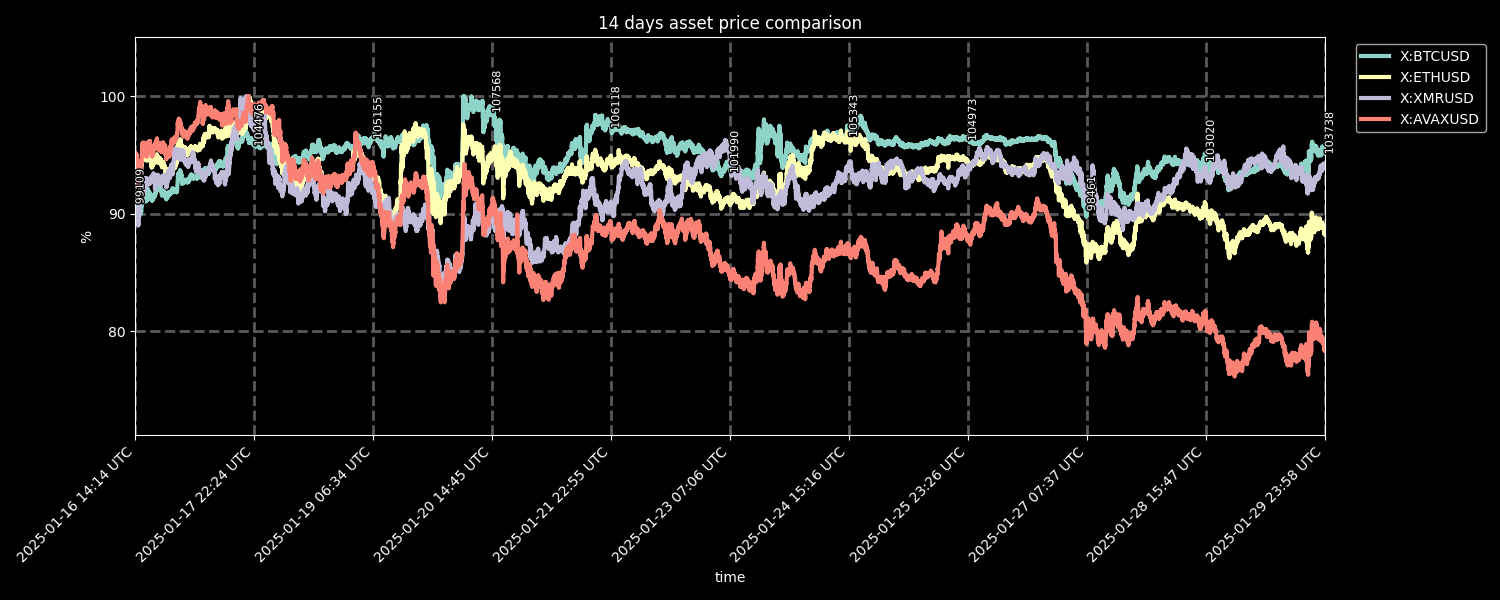 14 days asset price comparison
X:BTCUSD
X:ETHUSD
X:XMRUSD
X:AVAXUSD
100
90
80
%
99109
104476
105155
107568
106118
101990
105343
104973
98461
103020
103738
2025-01-16 14:14 UTC
2025-01-17 22:24 UTC
2025-01-19 06:34 UTC
2025-01-20 14:45 UTC
2025-01-21 22:55 UTC
2025-01-23 07:06 UTC
2025-01-24 15:16 UTC
2025-01-25 23:26 UTC
2025-01-27 07:37 UTC
2025-01-28 15:47 UTC
2025-01-29 23:58 UTC
time